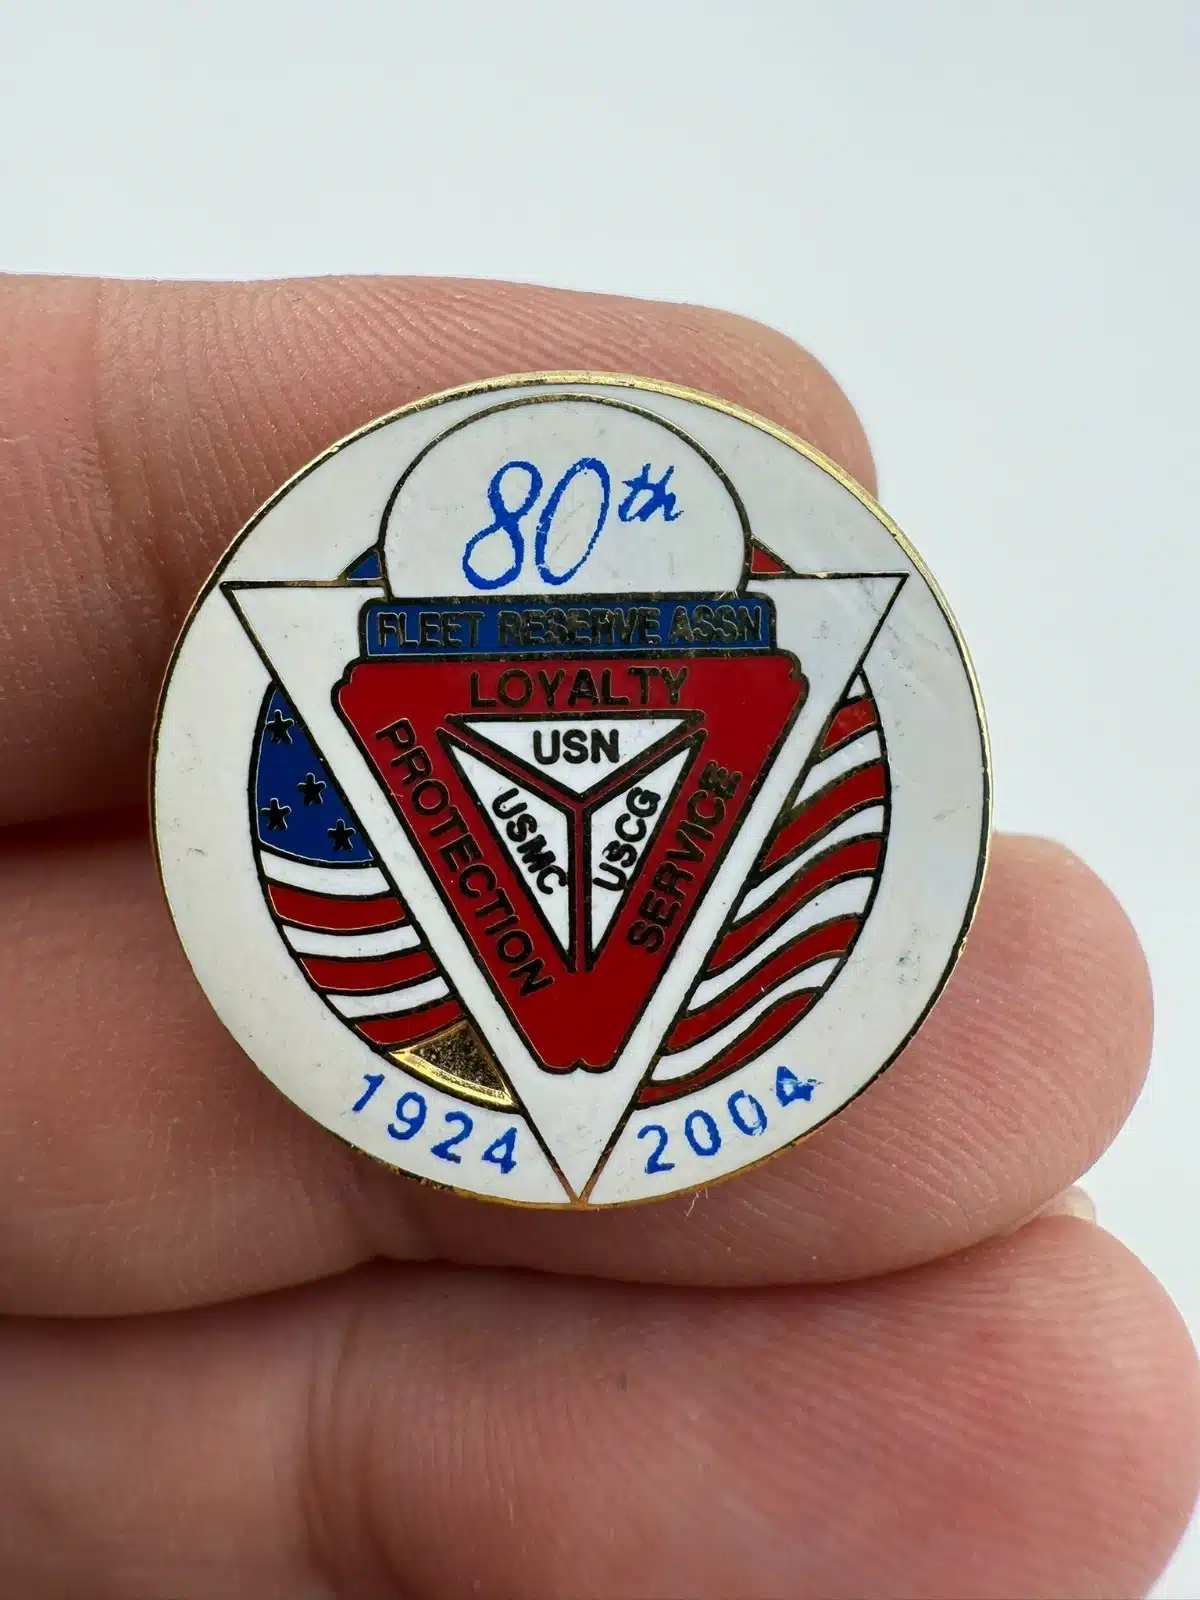 80th
FLEET RESERVE ASSN
LOYALTY
PROTECTION
SERVICE
USN
USMC
USCG
1924
2004